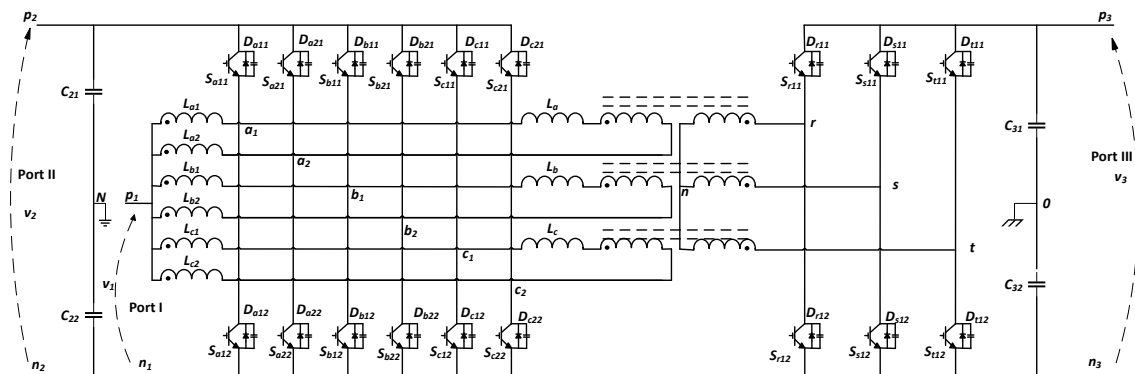 p2
p3
Da11 Da21 Db11 Db21 Dc11 Dc21
Dr11 Ds11 Dt11
Sa11 Sa21 Sb11 Sb21 Sc11 Sc21
Sr11 Ss11 St11
C21
La1 a1 La r
La2 a2
C31
Port II
Port III
v2
v3
N p1
Lb1 b1 Lb n s
0
Lb2 b2
Lc1 c1 Lc t
Lc2 c2
v1
Port I
C22
C32
Da12 Da22 Db12 Db22 Dc12 Dc22
Dr12 Ds12 Dt12
Sa12 Sa22 Sb12 Sb22 Sc12 Sc22
Sr12 Ss12 St12
n2 n1
n3